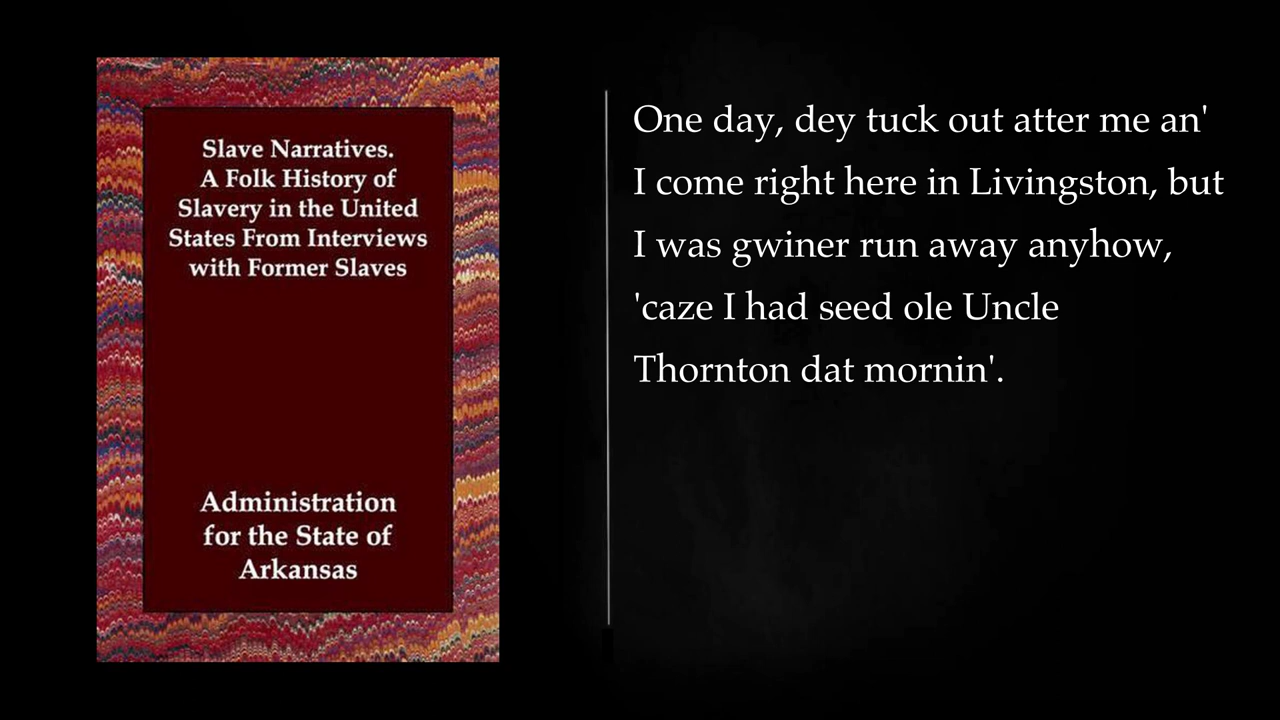 Slave Narratives.
A Folk History of
Slavery in the United
States From Interviews
with Former Slaves
Administration
for the State of
Arkansas
One day, dey tuck out atter me an'
I come right here in Livingston, but
I was gwiner run away anyhow,
'caze I had seed ole Uncle
Thornton dat mornin'.